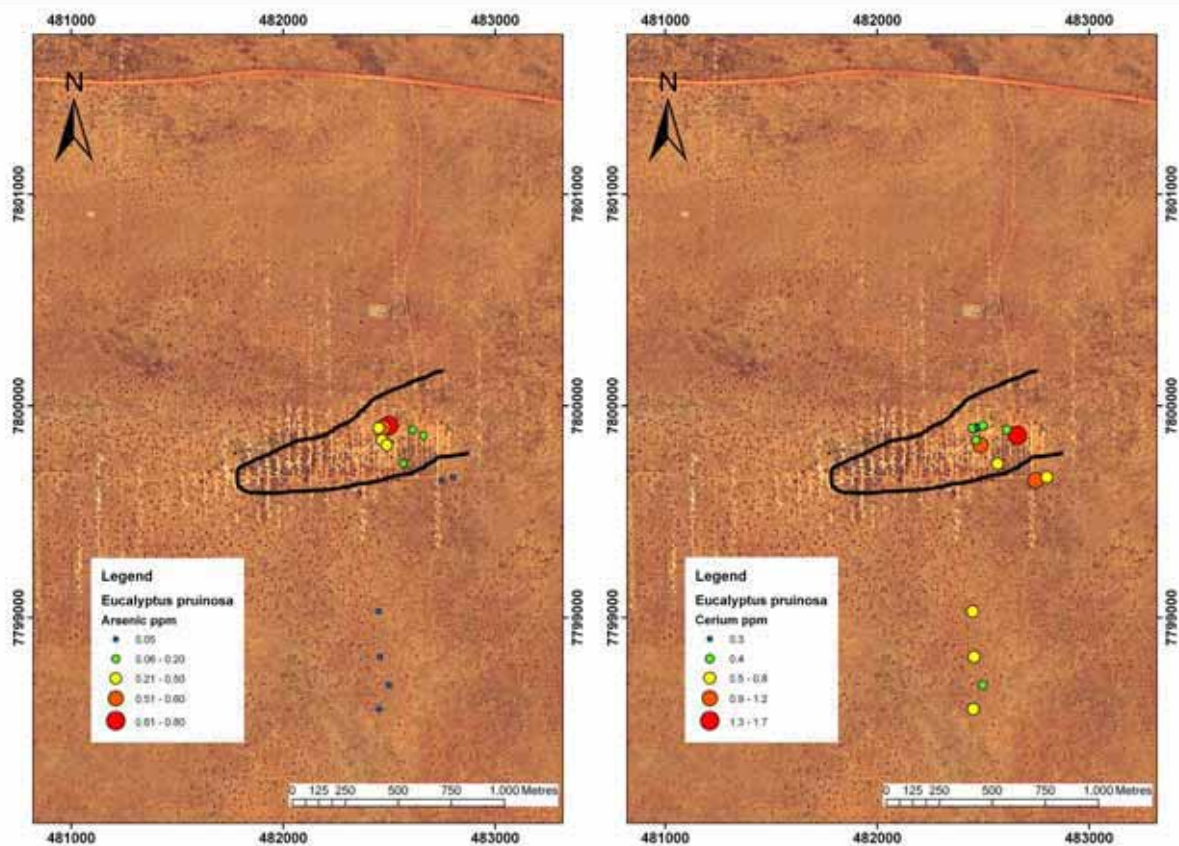 481000 482000 483000
N
7801000
7800000
7799000
7801000
7800000
7799000
Legend
Eucalyptus pruinosa
Arsenic ppm
0.05
0.06 - 0.20
0.21 - 0.50
0.51 - 0.60
0.61 - 0.80
0 125 250 500 750 1,000 Metres
481000 482000 483000
481000 482000 483000
N
7801000
7800000
7799000
7801000
7800000
7799000
Legend
Eucalyptus pruinosa
Cerium ppm
0.3
0.4
0.5 - 0.8
0.9 - 1.2
1.3 - 1.7
0 125 250 500 750 1,000 Metres
481000 482000 483000